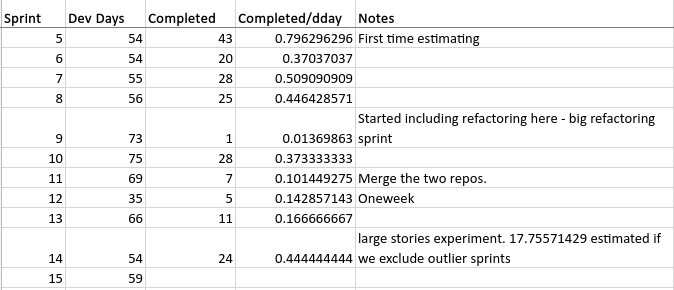 Sprint Dev Days Completed Completed/dday Notes
5 54 43 0.796296296 First time estimating
6 54 20 0.37037037
7 55 28 0.509090909
8 56 25 0.446428571
Started including refactoring here - big refactoring
9 73 1 0.01369863 sprint
10 75 28 0.373333333
11 69 7 0.101449275 Merge the two repos.
12 35 5 0.142857143 Oneweek
13 66 11 0.166666667
large stories experiment. 17.75571429 estimated if
14 54 24 0.444444444 we exclude outlier sprints
15 59